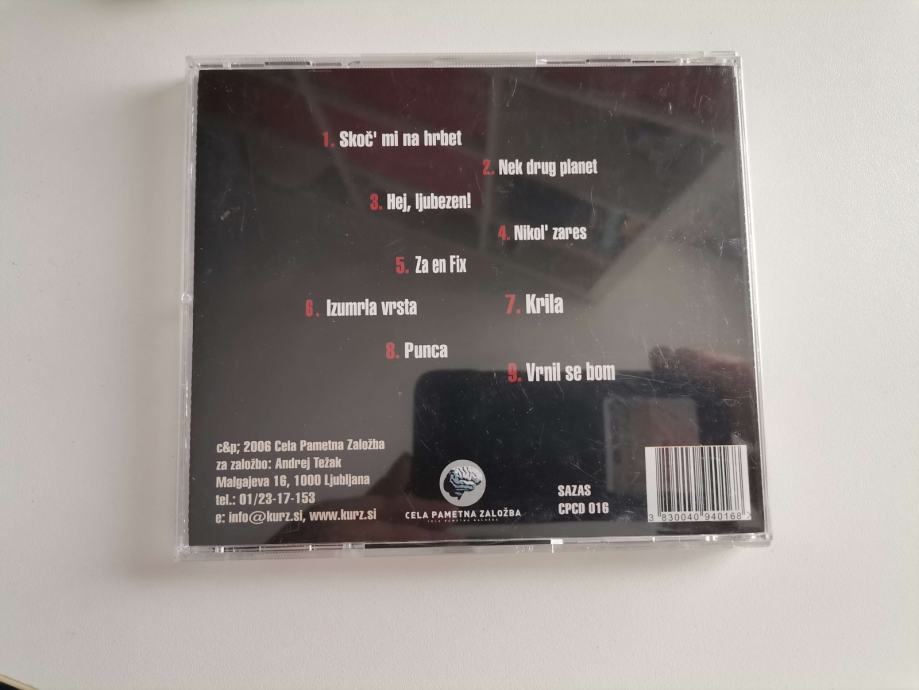 1. Skoč' mi na hrbet
2. Nek drug planet
3. Hej, ljubezen!
4. Nikol' zares
5. Za en Fix
6. Izumrla vrsta
7. Krila
8. Punca
9. Vrnil se bom
c&p; 2006 Cela Pametna Založba
za založbo: Andrej Težak
Malgajeva 16, 1000 Ljubljana
tel.: 01/23-17-153
e: info@kurz.si, www.kurz.si
CELA PAMETNA ZALOŽBA
SAZAS
CPCD 016
3 830040 940168